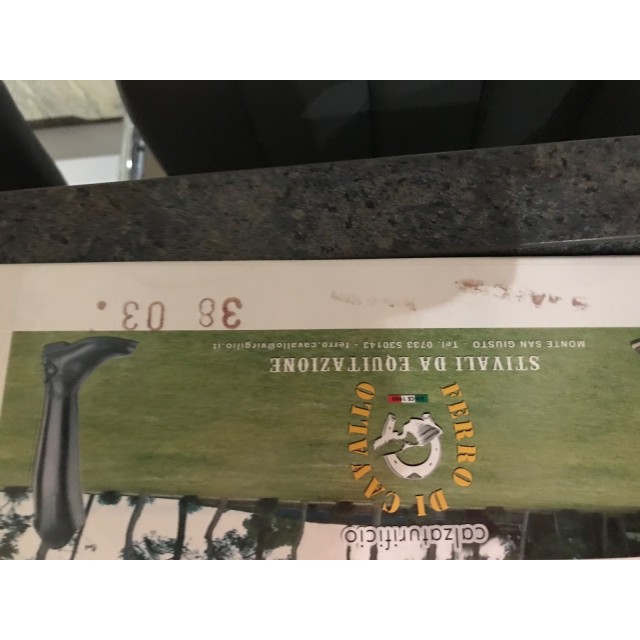 calzaturificio
FERRO DI CAVALLO
STIVALI DA EQUITAZIONE
MONTE SAN GIUSTO - Tel. 0733 530143 - ferro.cavallo@virgilio.it
38 03.